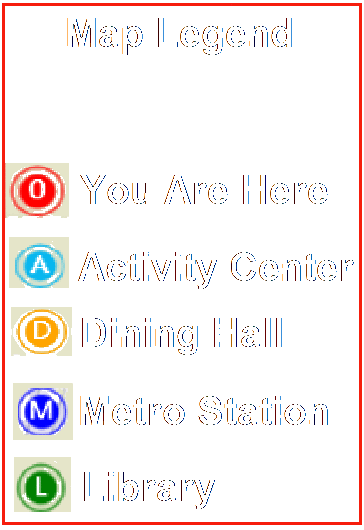 Map Legend
0 You Are Here
A Activity Center
D Dining Hall
M Metro Station
L Library